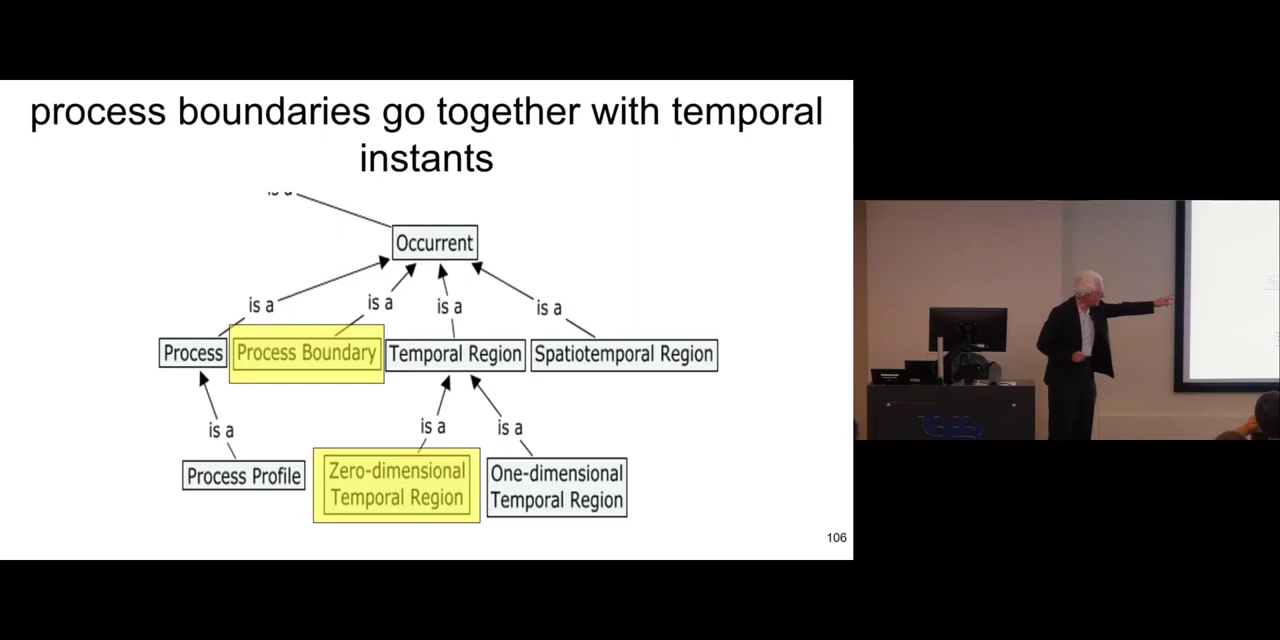 process boundaries go together with temporal
instants
Occurrent
is a
is a
is a
is a
Process
Process Boundary
Temporal Region
Spatiotemporal Region
is a
is a
is a
Process Profile
Zero-dimensional
Temporal Region
One-dimensional
Temporal Region
106